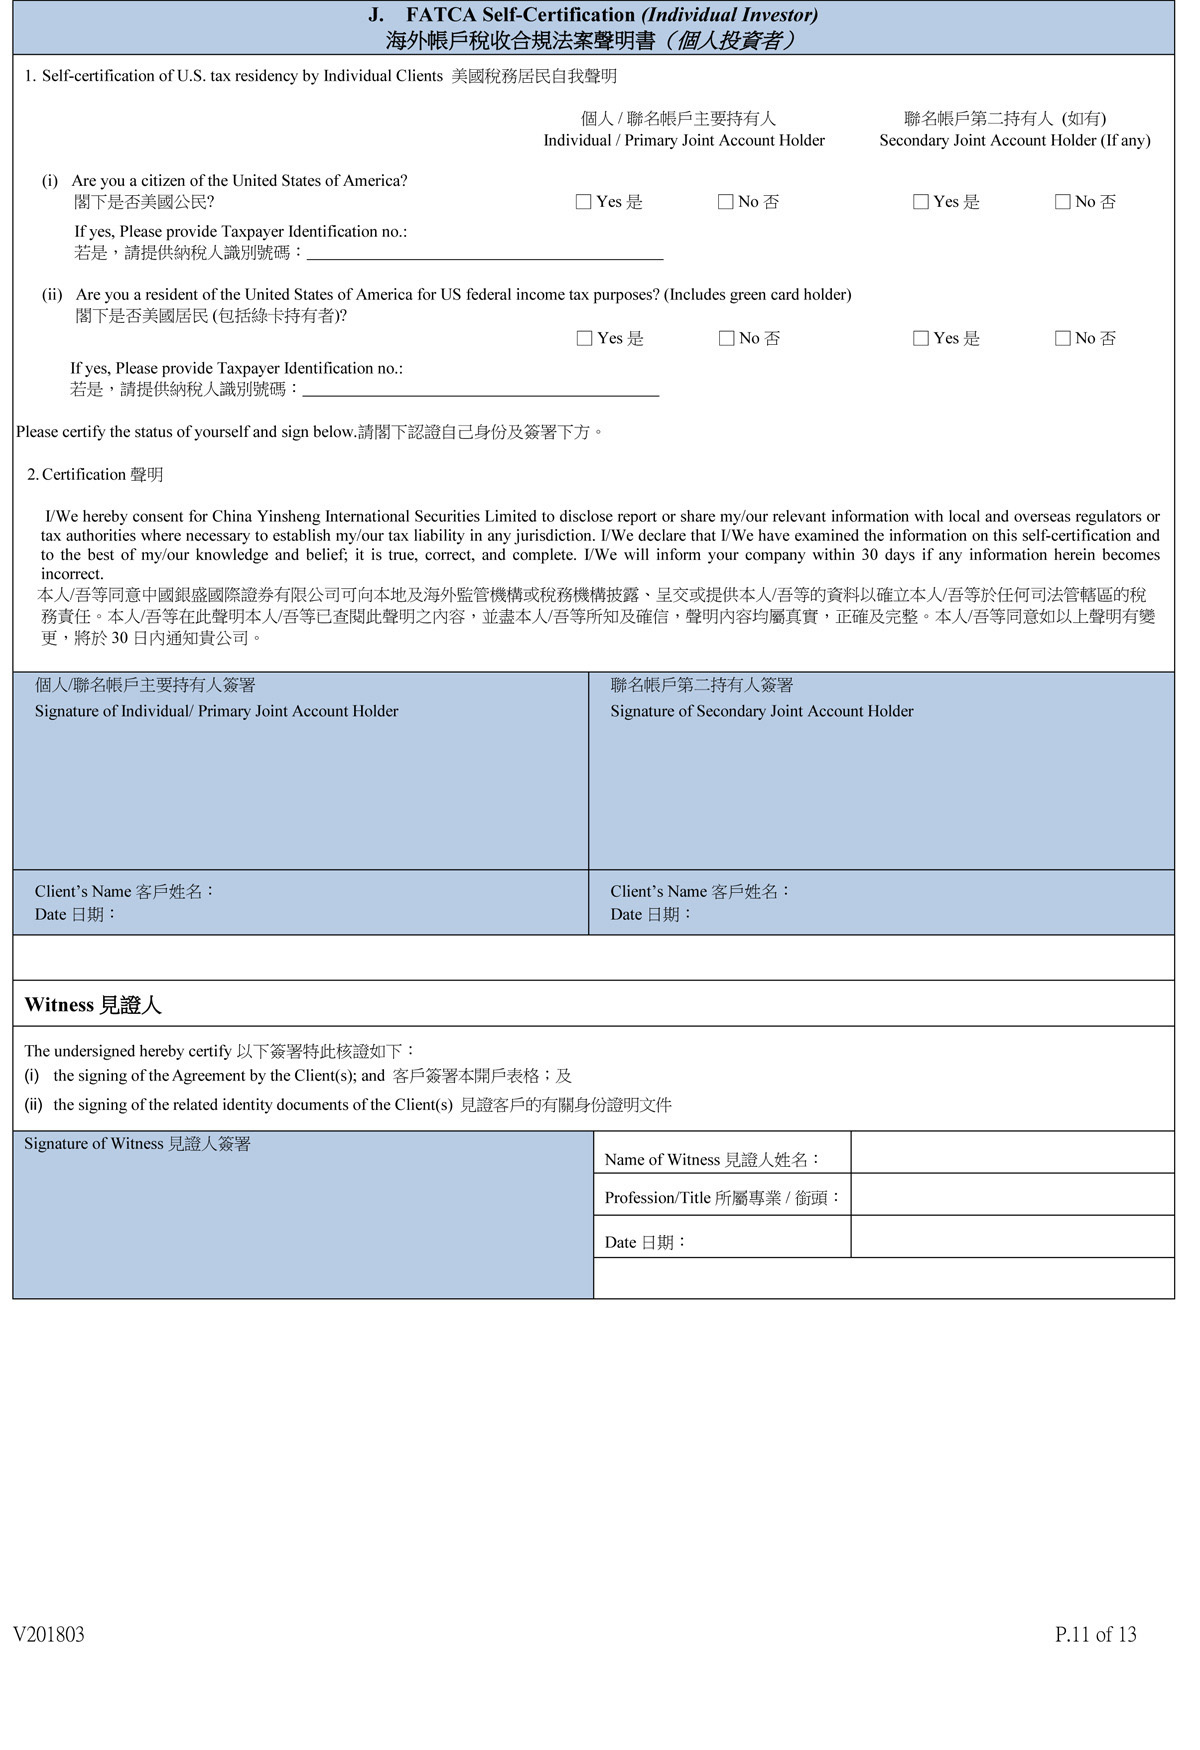 J. FATCA Self-Certification (Individual Investor)
海外帳戶稅收合規法案聲明書（個人投資者）
1. Self-certification of U.S. tax residency by Individual Clients 美國稅務居民自我聲明
個人 / 聯名帳戶主要持有人 聯名帳戶第二持有人 (如有)
Individual / Primary Joint Account Holder Secondary Joint Account Holder (If any)
(i) Are you a citizen of the United States of America?
閣下是否美國公民? □ Yes 是 □ No 否 □ Yes 是 □ No 否
If yes, Please provide Taxpayer Identification no.:
若是，請提供納稅人識別號碼：
(ii) Are you a resident of the United States of America for US federal income tax purposes? (Includes green card holder)
閣下是否美國居民 (包括綠卡持有者)?
□ Yes 是 □ No 否 □ Yes 是 □ No 否
If yes, Please provide Taxpayer Identification no.:
若是，請提供納稅人識別號碼：
Please certify the status of yourself and sign below.請閣下認證自己身份及簽署下方。
2. Certification 聲明
I/We hereby consent for China Yinsheng International Securities Limited to disclose report or share my/our relevant information with local and overseas regulators or
tax authorities where necessary to establish my/our tax liability in any jurisdiction. I/We declare that I/We have examined the information on this self-certification and
to the best of my/our knowledge and belief; it is true, correct, and complete. I/We will inform your company within 30 days if any information herein becomes
incorrect.
本人/吾等同意中國銀盛國際證券有限公司可向本地及海外監管機構或稅務機構披露、呈交或提供本人/吾等的資料以確立本人/吾等於任何司法管轄區的稅
務責任。本人/吾等在此聲明本人/吾等已查閱此聲明之內容，並盡本人/吾等所知及確信，聲明內容均屬真實，正確及完整。本人/吾等同意如以上聲明有變
更，將於 30 日內通知貴公司。
個人/聯名帳戶主要持有人簽署 聯名帳戶第二持有人簽署
Signature of Individual/ Primary Joint Account Holder Signature of Secondary Joint Account Holder
Client’s Name 客戶姓名： Client’s Name 客戶姓名：
Date 日期： Date 日期：
Witness 見證人
The undersigned hereby certify 以下簽署特此核證如下：
(i) the signing of the Agreement by the Client(s); and 客戶簽署本開戶表格；及
(ii) the signing of the related identity documents of the Client(s) 見證客戶的有關身份證明文件
Signature of Witness 見證人簽署
Name of Witness 見證人姓名：
Profession/Title 所屬專業 / 銜頭：
Date 日期：
V201803 P.11 of 13